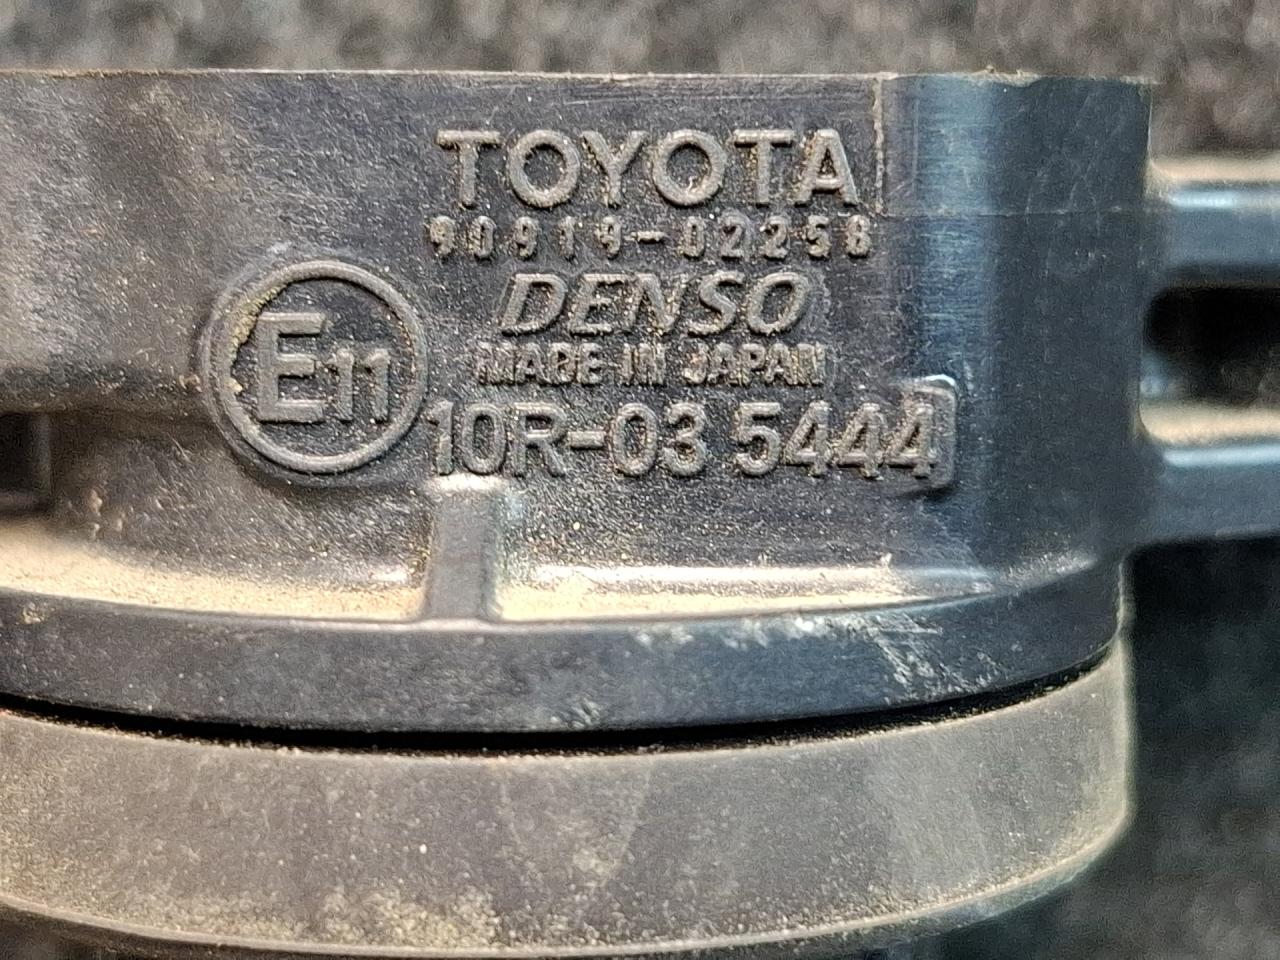 TOYOTA
90919-02258
DENSO
MADE IN JAPAN
E11
10R-03 5444